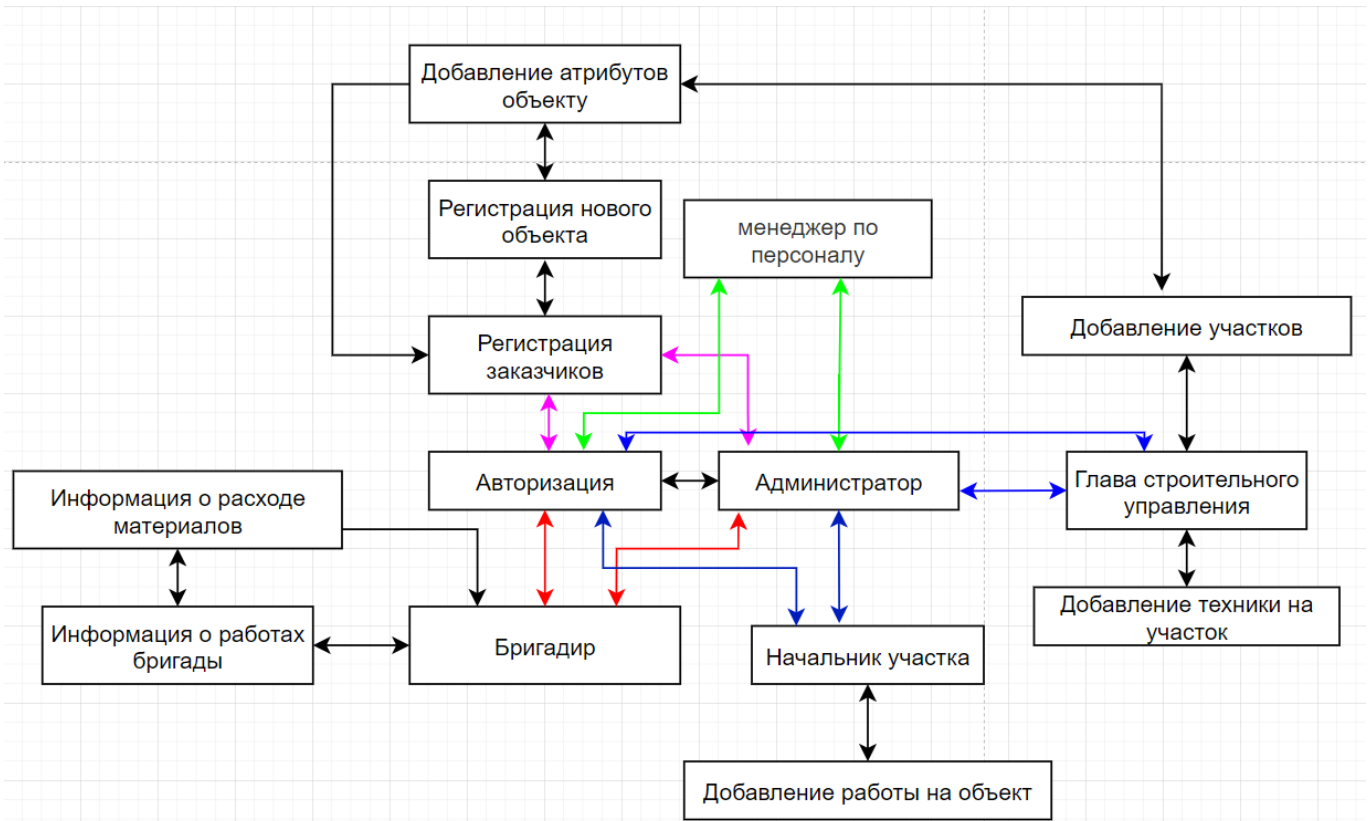 Добавление атрибутов
объекту
Регистрация нового
объекта
менеджер по
персоналу
Добавление участков
Регистрация
заказчиков
Авторизация
Администратор
Глава строительного
управления
Информация о расходе
материалов
Добавление техники на
участок
Информация о работах
бригады
Бригадир
Начальник участка
Добавление работы на объект